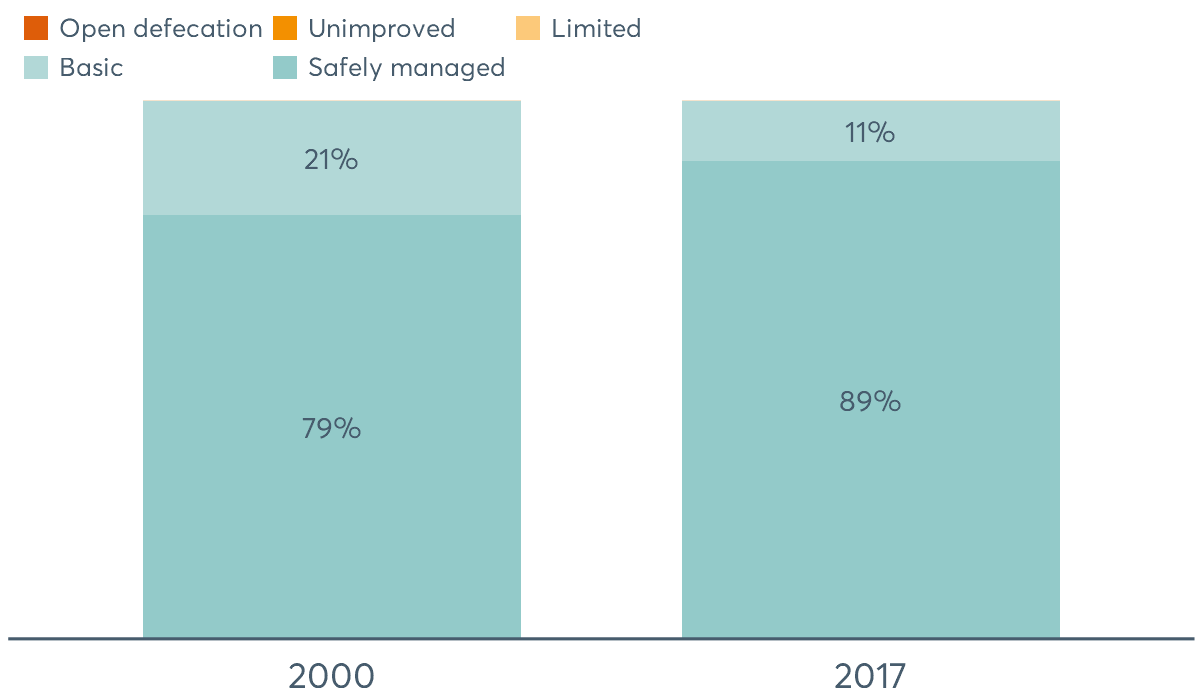 Open defecation Unimproved Limited
Basic Safely managed
21% 11%
79% 89%
2000 2017